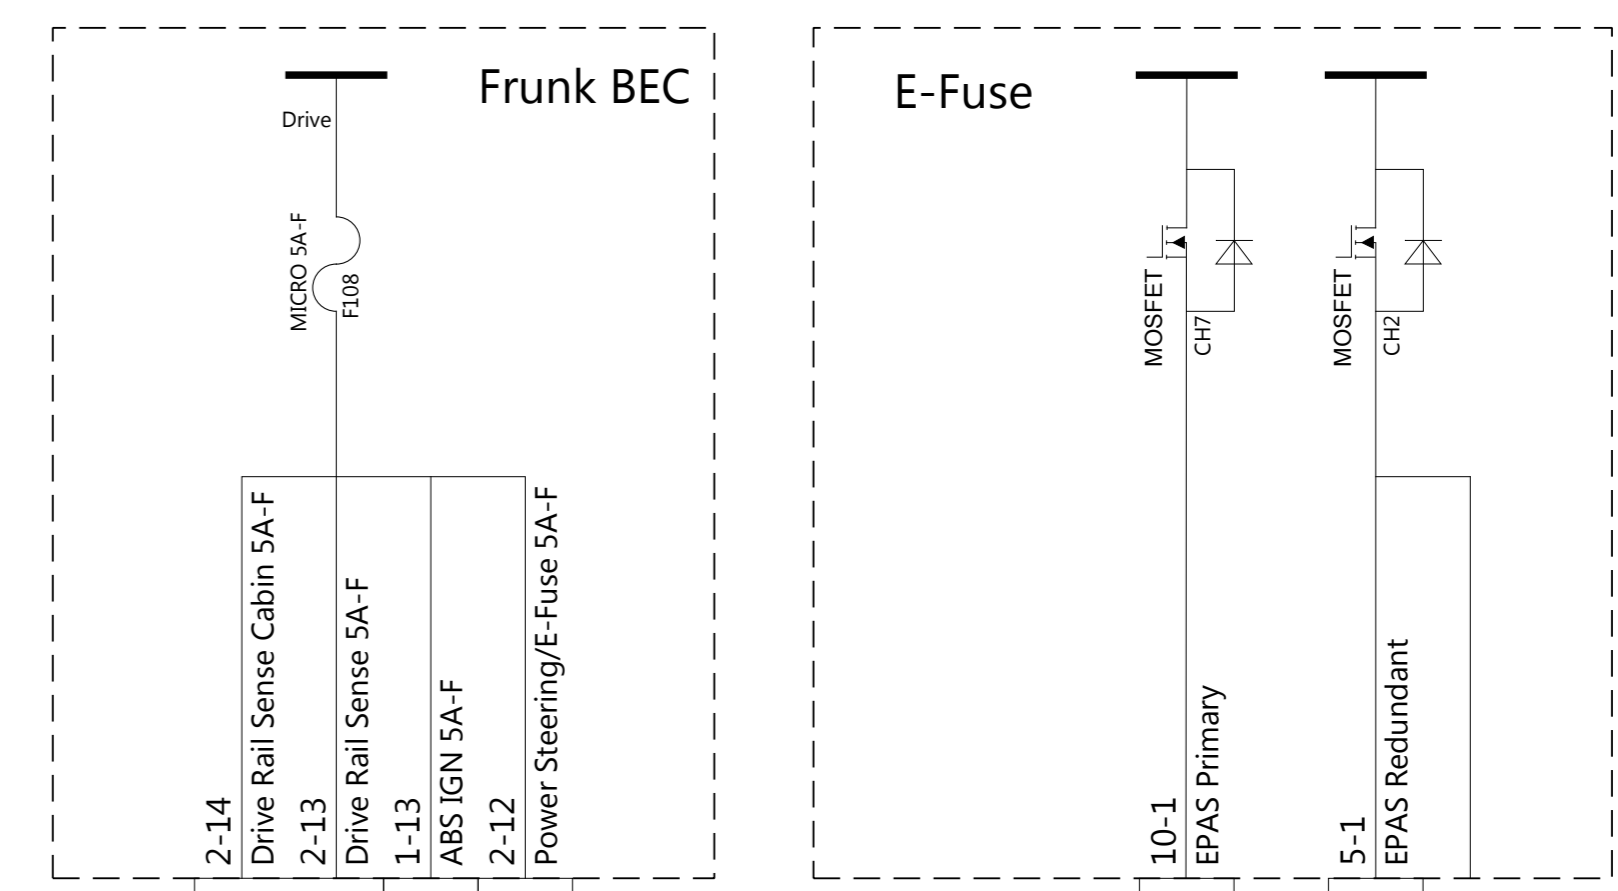 Frunk BEC
Drive
MICRO 5A-F
F108
2-14
Drive Rail Sense Cabin 5A-F
2-13
Drive Rail Sense 5A-F
1-13
ABS IGN 5A-F
2-12
Power Steering/E-Fuse 5A-F
E-Fuse
MOSFET
CH7
MOSFET
CH2
10-1
EPAS Primary
5-1
EPAS Redundant